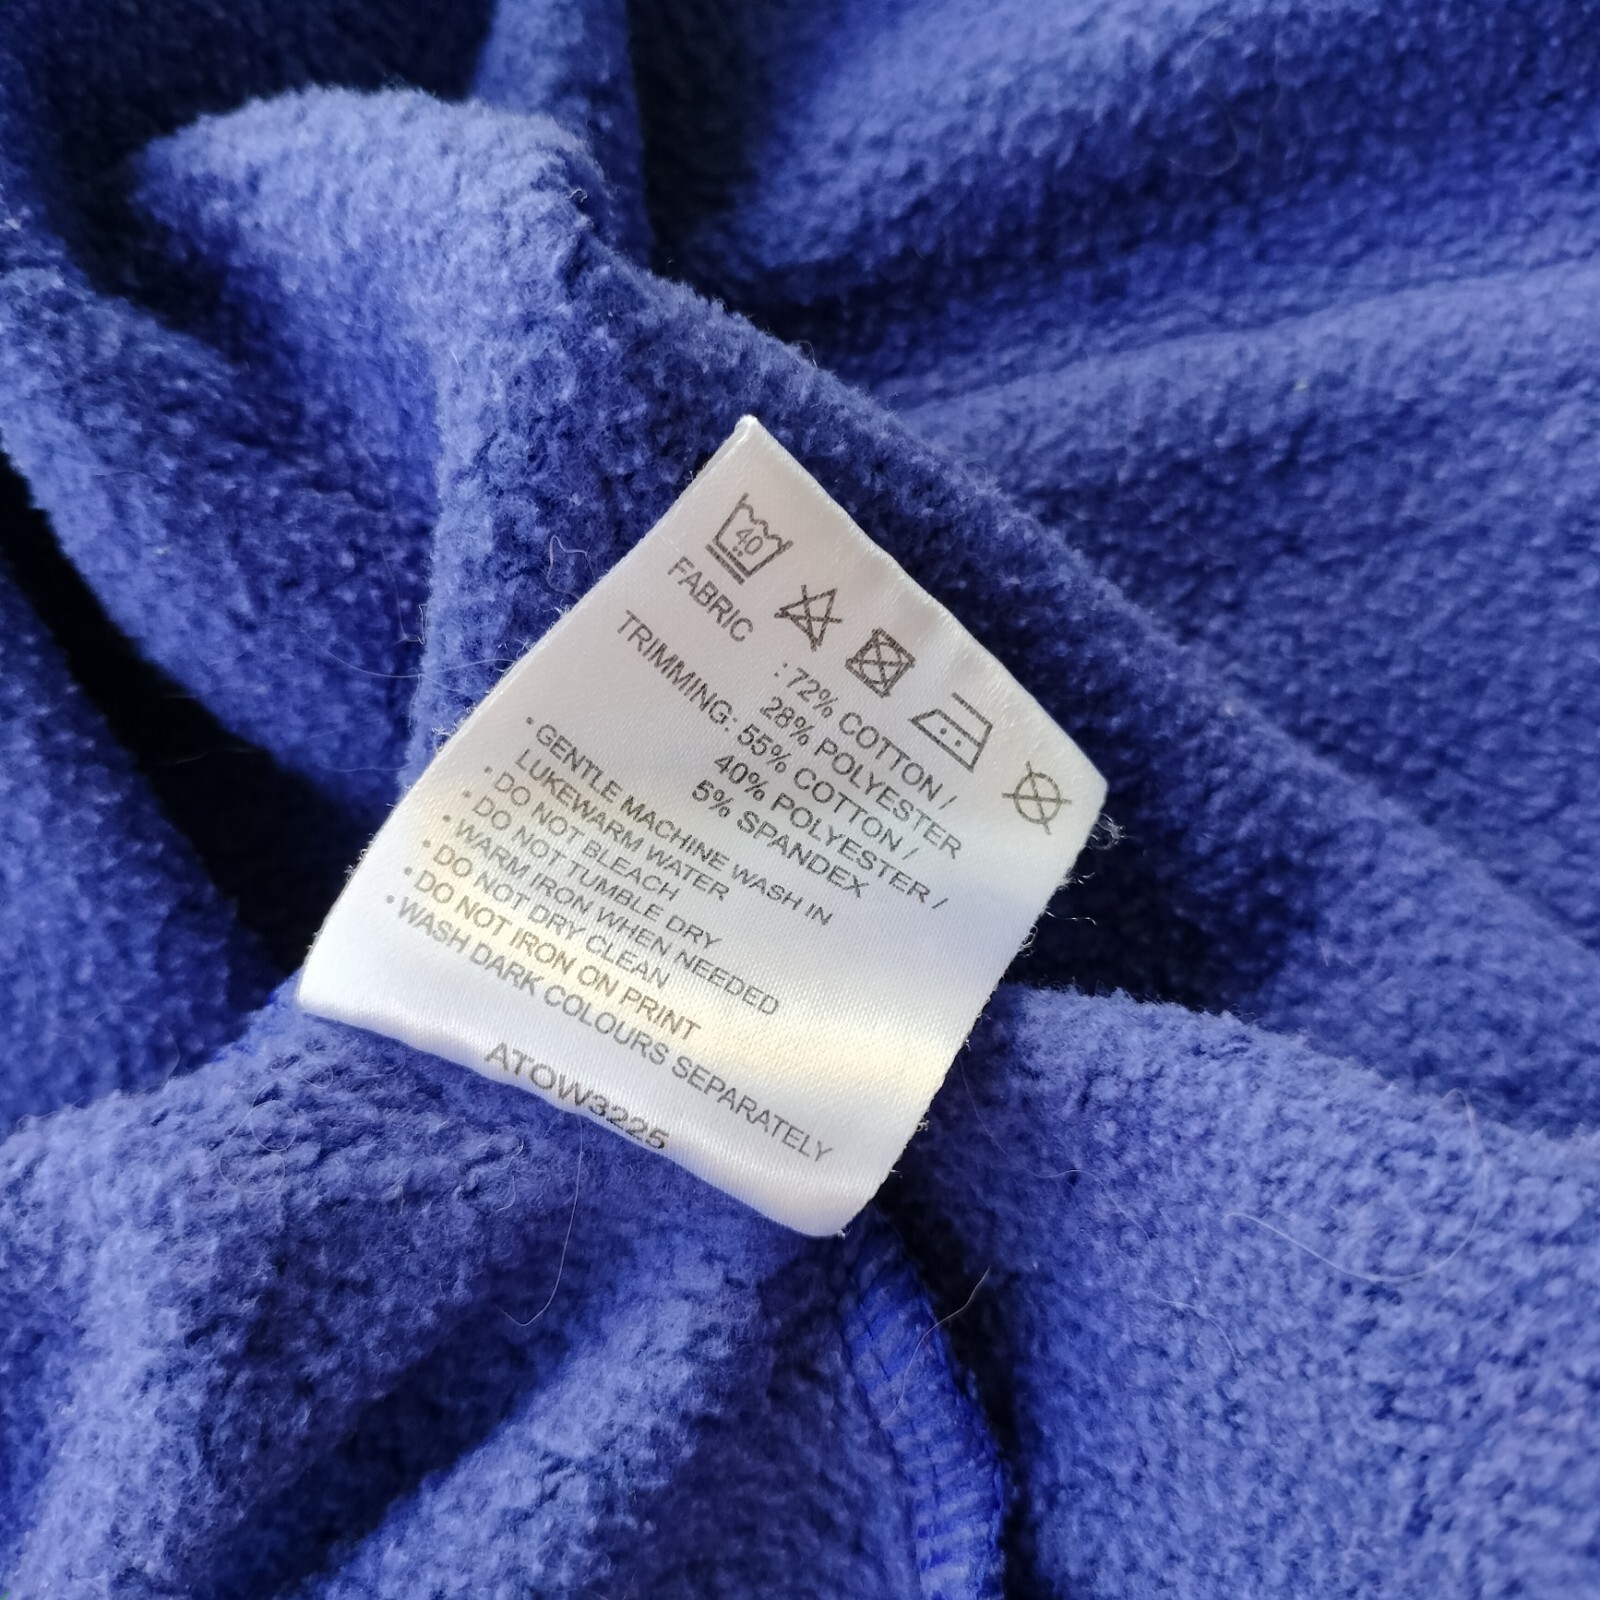 40
FABRIC : 72% COTTON /
28% POLYESTER
TRIMMING: 55% COTTON /
40% POLYESTER /
5% SPANDEX
• GENTLE MACHINE WASH IN
LUKEWARM WATER
• DO NOT BLEACH
• DO NOT TUMBLE DRY
• WARM IRON WHEN NEEDED
• DO NOT DRY CLEAN
• DO NOT IRON ON PRINT
• WASH DARK COLOURS SEPARATELY
ATOW3225